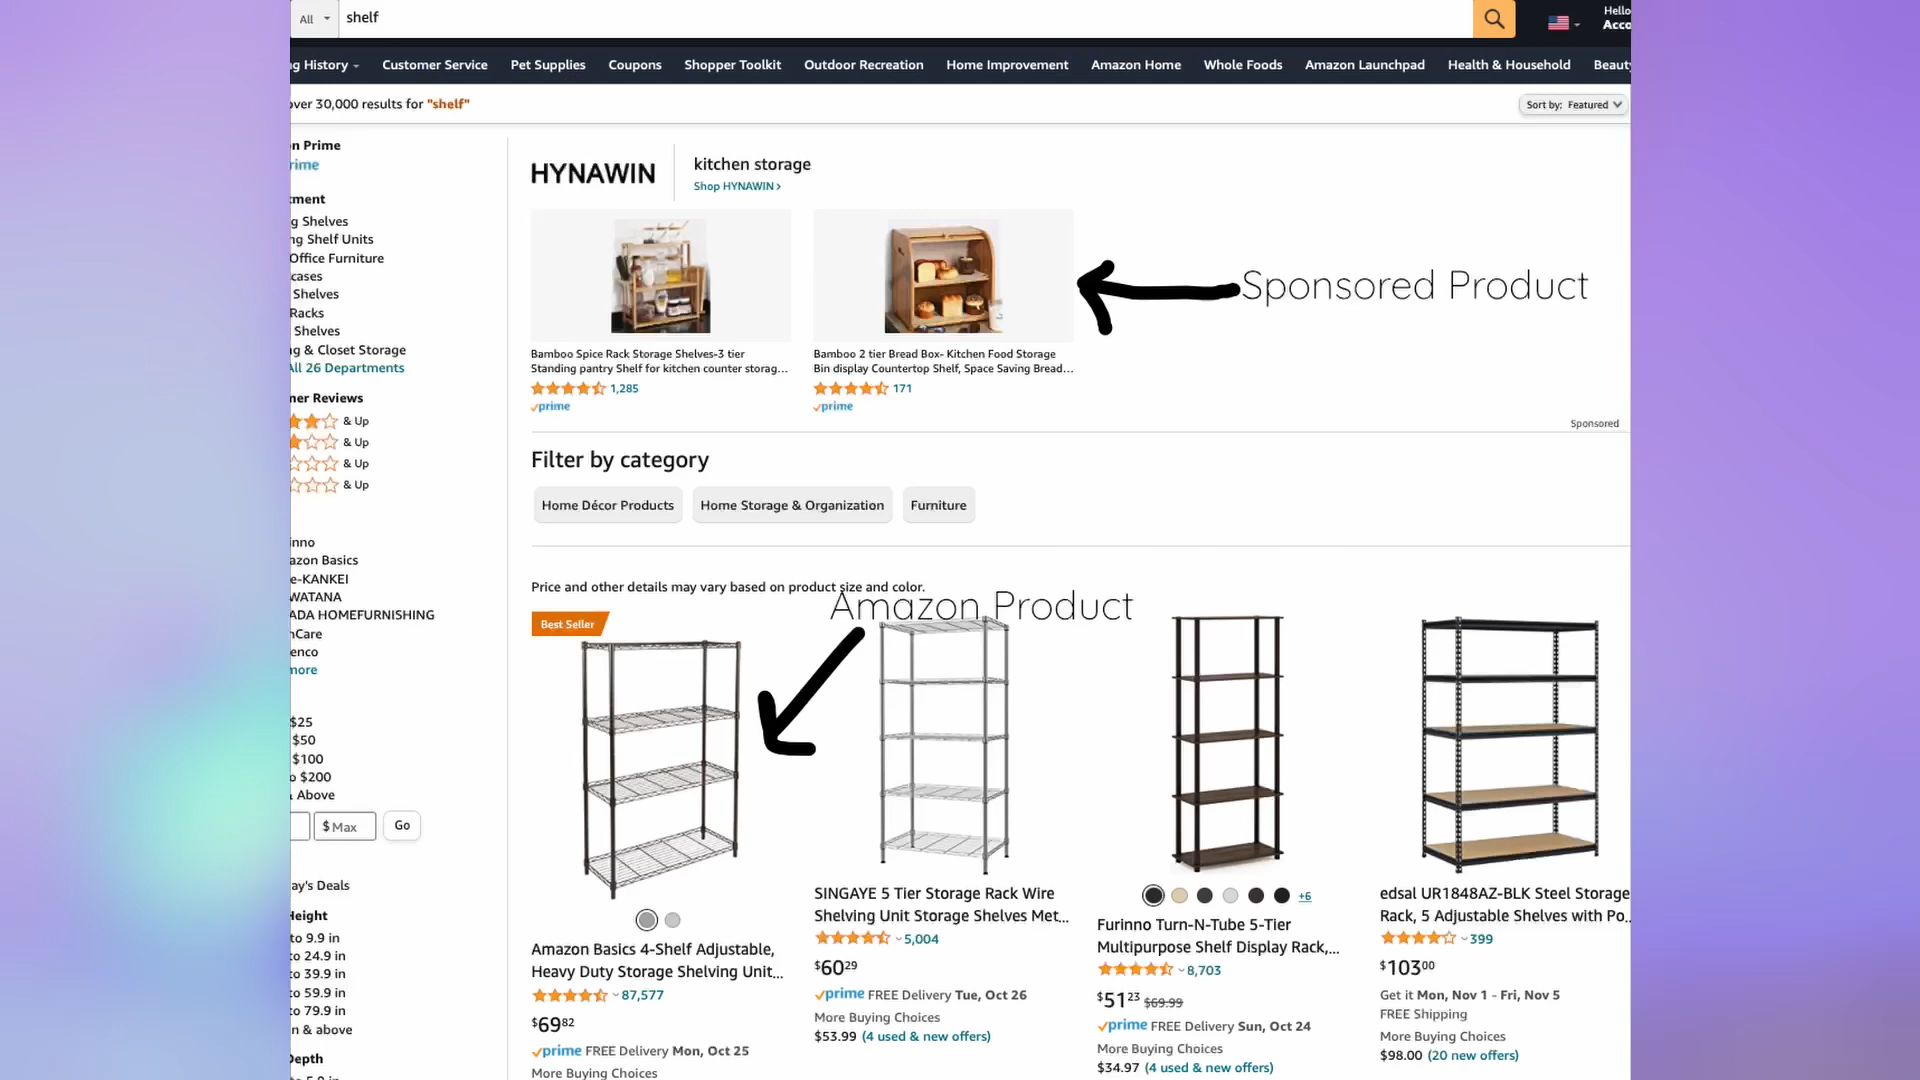 All
shelf
Hello
Acco
g History
Customer Service
Pet Supplies
Coupons
Shopper Toolkit
Outdoor Recreation
Home Improvement
Amazon Home
Whole Foods
Amazon Launchpad
Health & Household
Beauty
over 30,000 results for "shelf"
Sort by: Featured
n Prime
rime
tment
g Shelves
ng Shelf Units
Office Furniture
cases
Shelves
Racks
Shelves
g & Closet Storage
All 26 Departments
mer Reviews
& Up
& Up
& Up
& Up
inno
azon Basics
e-KANKEI
WATANA
ADA HOMEFURNISHING
nCare
enco
more
$25
$50
$100
o $200
& Above
$ Max
Go
ay's Deals
Height
to 9.9 in
to 24.9 in
to 39.9 in
to 59.9 in
to 79.9 in
n & above
Depth
HYNAWIN
kitchen storage
Shop HYNAWIN ›
Bamboo Spice Rack Storage Shelves-3 tier
Standing pantry Shelf for kitchen counter storag...
1,285
prime
Bamboo 2 tier Bread Box- Kitchen Food Storage
Bin display Countertop Shelf, Space Saving Bread...
171
prime
Sponsored Product
Sponsored
Filter by category
Home Décor Products
Home Storage & Organization
Furniture
Price and other details may vary based on product size and color.
Amazon Product
Best Seller
Amazon Basics 4-Shelf Adjustable,
Heavy Duty Storage Shelving Unit...
87,577
$69 82
prime FREE Delivery Mon, Oct 25
More Buying Choices
SINGAYE 5 Tier Storage Rack Wire
Shelving Unit Storage Shelves Met...
5,004
$60 29
prime FREE Delivery Tue, Oct 26
More Buying Choices
$53.99 (4 used & new offers)
+6
Furinno Turn-N-Tube 5-Tier
Multipurpose Shelf Display Rack,...
8,703
$51 23 $69.99
prime FREE Delivery Sun, Oct 24
More Buying Choices
$34.97 (4 used & new offers)
edsal UR1848AZ-BLK Steel Storage
Rack, 5 Adjustable Shelves with Po...
399
$103 00
Get it Mon, Nov 1 - Fri, Nov 5
FREE Shipping
More Buying Choices
$98.00 (20 new offers)